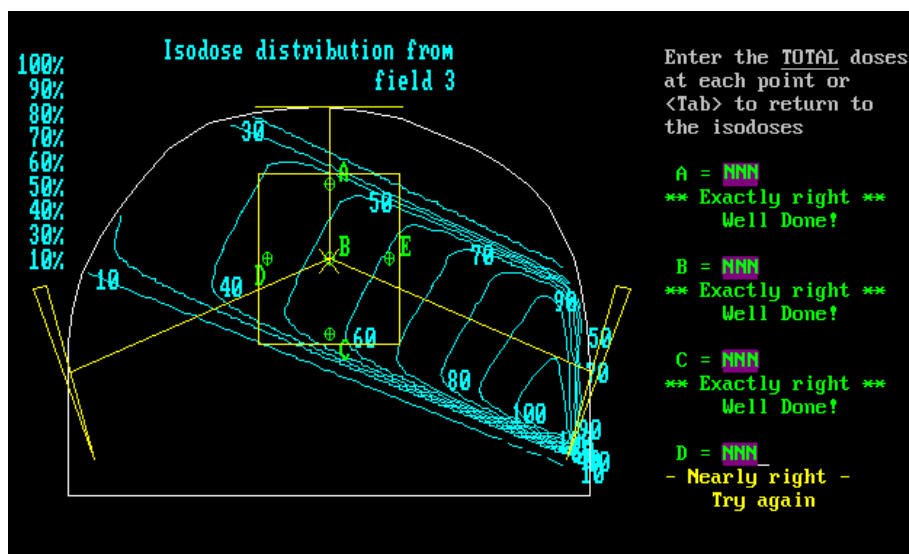 Isodose distribution from
field 3
100%
90%
80%
70%
60%
50%
40%
30%
20%
10%
30
A
50
B
E
70
D
10
40
90
50
60
C
70
80
100
30
10
Enter the TOTAL doses
at each point or
<Tab> to return to
the isodoses
A = NNN
** Exactly right **
Well Done!
B = NNN
** Exactly right **
Well Done!
C = NNN
** Exactly right **
Well Done!
D = NNN_
- Nearly right -
Try again